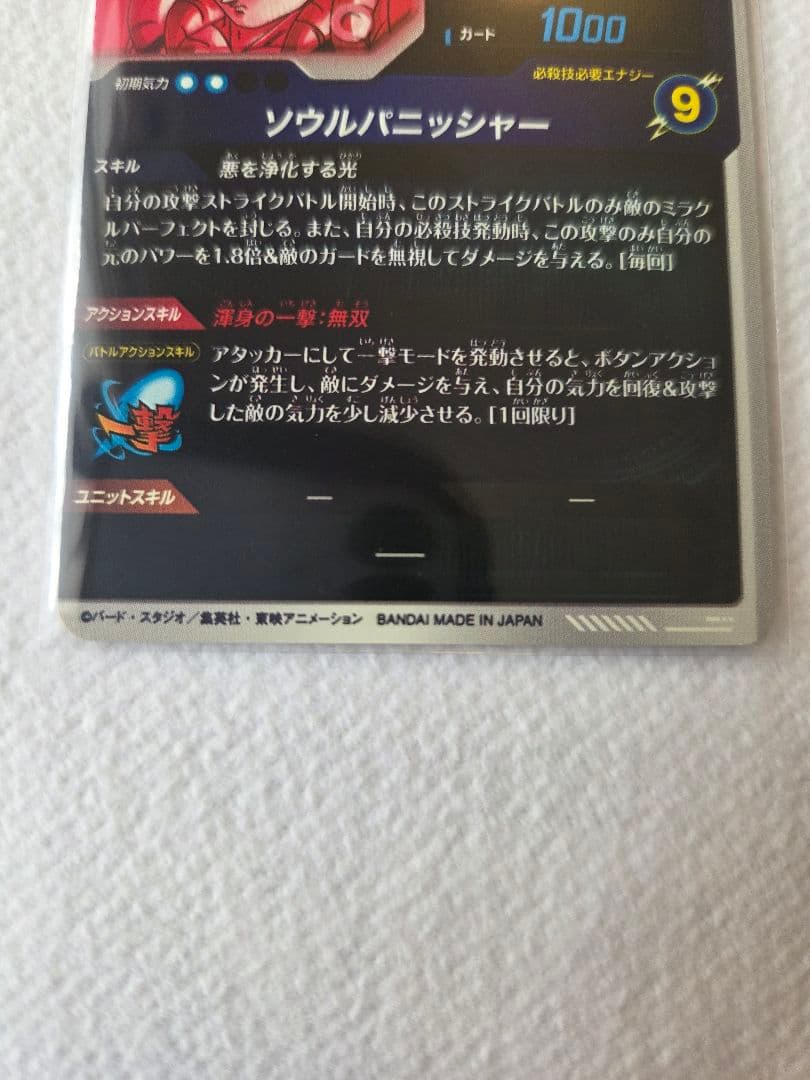 ガード 1000
初期気力
必殺技必要エナジー
9
ソウルパニッシャー
スキル 悪を浄化する光
自分の攻撃ストライクバトル開始時、このストライクバトルのみ敵のミラク
ルパーフェクトを封じる。また、自分の必殺技発動時、この攻撃のみ自分の
元のパワーを1.8倍&敵のガードを無視してダメージを与える。[毎回]
アクションスキル 渾身の一撃:無双
バトルアクションスキル
一撃
アタッカーにして一撃モードを発動させると、ボタンアクショ
ンが発生し、敵にダメージを与え、自分の気力を回復&攻撃
した敵の気力を少し減少させる。[1回限り]
ユニットスキル — —
—
©バード・スタジオ/集英社・東映アニメーション BANDAI MADE IN JAPAN